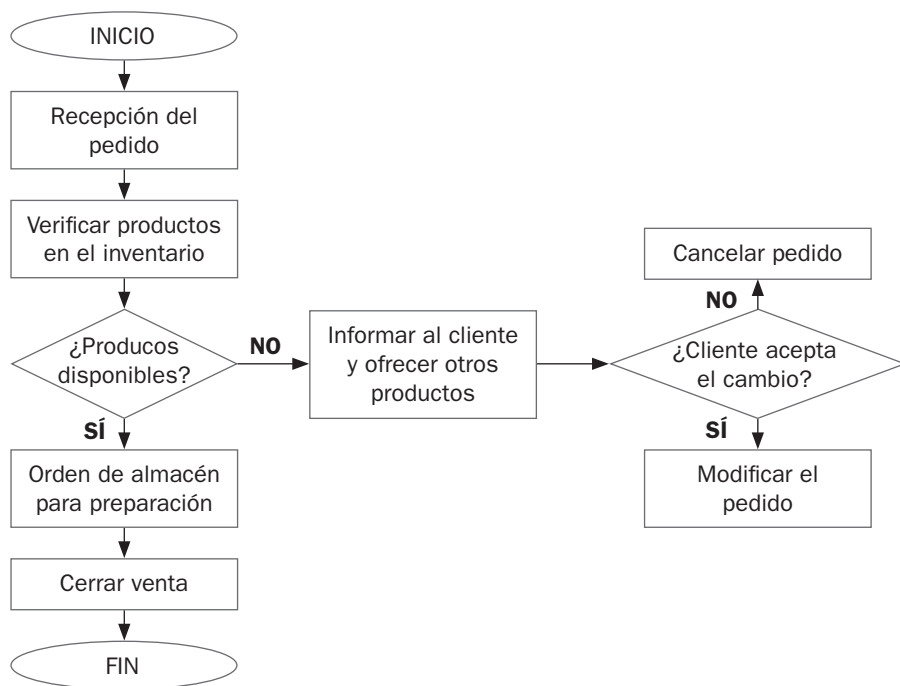 INICIO
Recepción del
pedido
Verificar productos
en el inventario
¿Producos
disponibles?
NO
SÍ
Informar al cliente
y ofrecer otros
productos
¿Cliente acepta
el cambio?
NO
Cancelar pedido
SÍ
Modificar el
pedido
Orden de almacén
para preparación
Cerrar venta
FIN